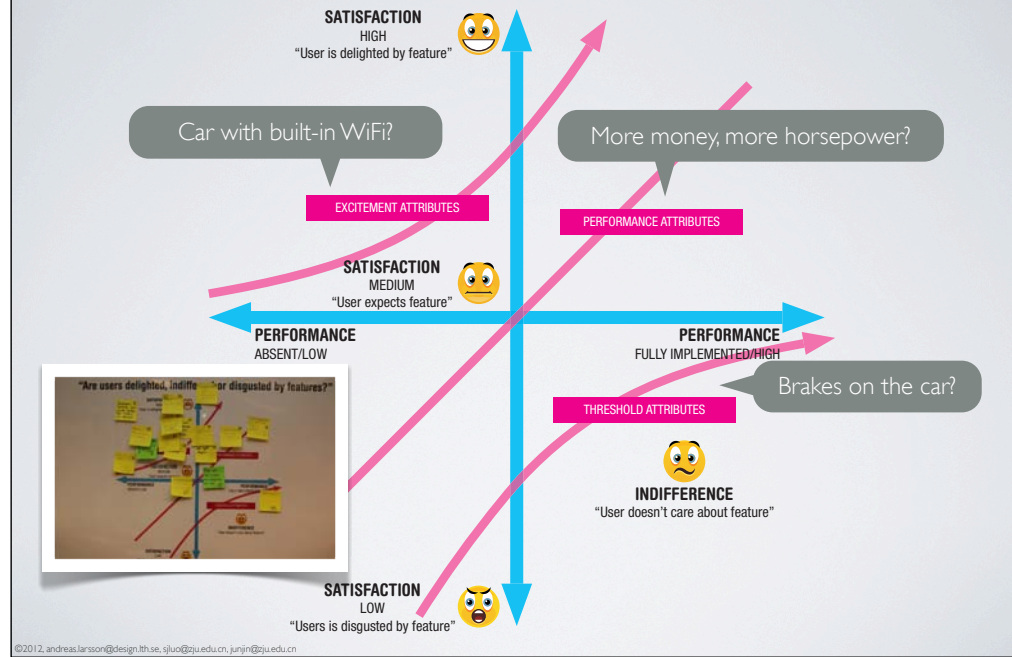 SATISFACTION
HIGH
“User is delighted by feature”
Car with built-in WiFi?
More money, more horsepower?
EXCITEMENT ATTRIBUTES
PERFORMANCE ATTRIBUTES
SATISFACTION
MEDIUM
“User expects feature”
PERFORMANCE
ABSENT/LOW
PERFORMANCE
FULLY IMPLEMENTED/HIGH
"Are users delighted, or disgusted by features?"
Brakes on the car?
THRESHOLD ATTRIBUTES
INDIFFERENCE
“User doesn’t care about feature”
SATISFACTION
LOW
“Users is disgusted by feature”
©2012, andreas.larsson@design.lth.se, sjluo@zju.edu.cn, junjin@zju.edu.cn